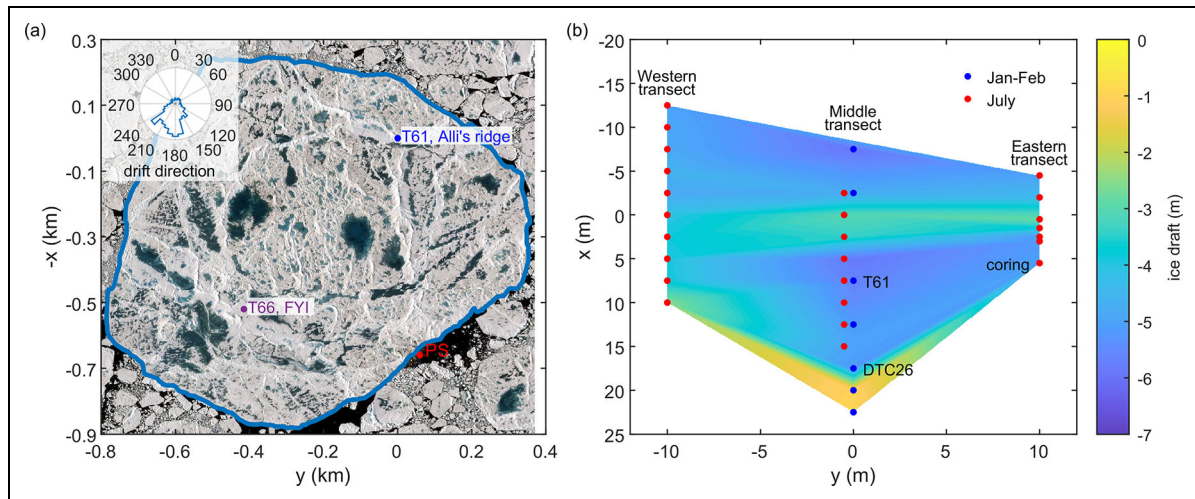 (a)
0.3
0.1
-0.1
-0.3
-0.5
-0.7
-0.9
-x (km)
-0.8
-0.6
-0.4
-0.2
0
0.2
0.4
y (km)
0
30
60
90
120
150
180
210
240
270
300
330
drift direction
T61, Alli's ridge
T66, FYI
PS
(b)
-20
-15
-10
-5
0
5
10
15
20
25
x (m)
-10
-5
0
5
10
y (m)
Western
transect
Middle
transect
Eastern
transect
Jan-Feb
July
T61
coring
DTC26
0
-1
-2
-3
-4
-5
-6
-7
ice draft (m)